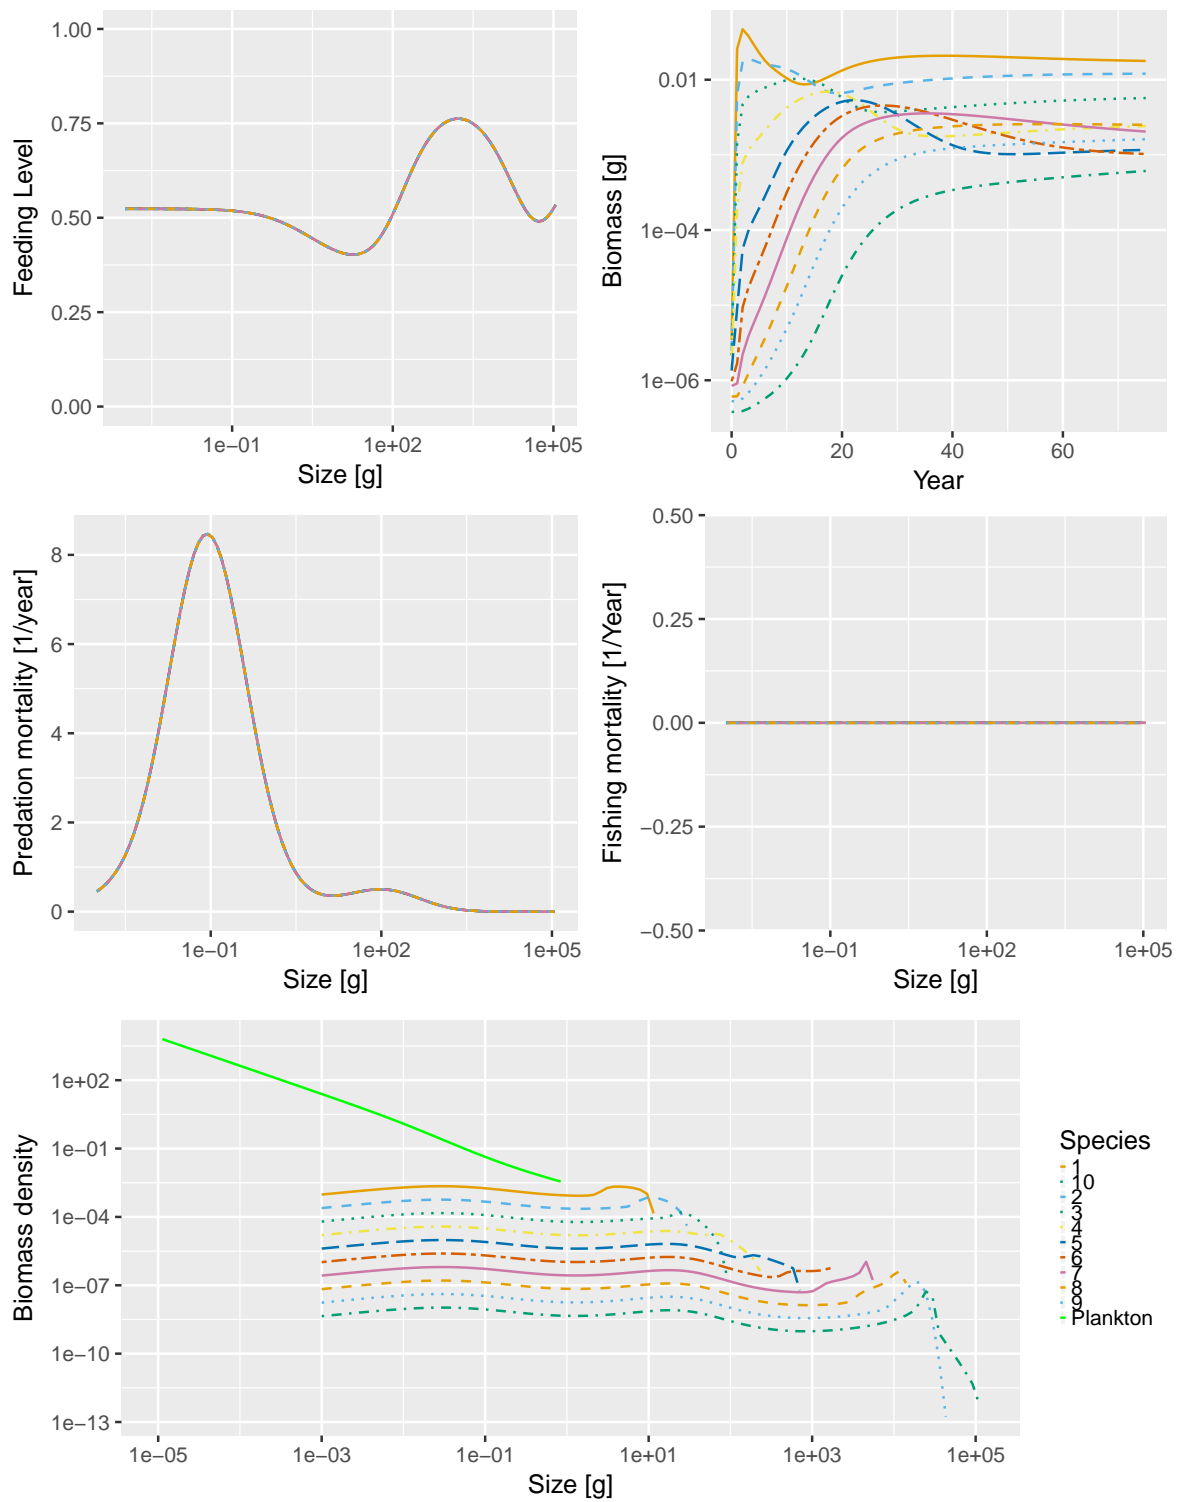 1.00
0.75
0.50
0.25
0.00
Feeding Level
1e−01
1e+02
1e+05
Size [g]
0.01
1e−04
1e−06
Biomass [g]
0
20
40
60
Year
8
6
4
2
0
Predation mortality [1/year]
1e−01
1e+02
1e+05
Size [g]
0.50
0.25
0.00
−0.25
−0.50
Fishing mortality [1/Year]
1e−01
1e+02
1e+05
Size [g]
1e+02
1e−01
1e−04
1e−07
1e−10
1e−13
Biomass density
1e−05
1e−03
1e−01
1e+01
1e+03
1e+05
Size [g]
Species
1
10
2
3
4
5
6
7
8
9
Plankton